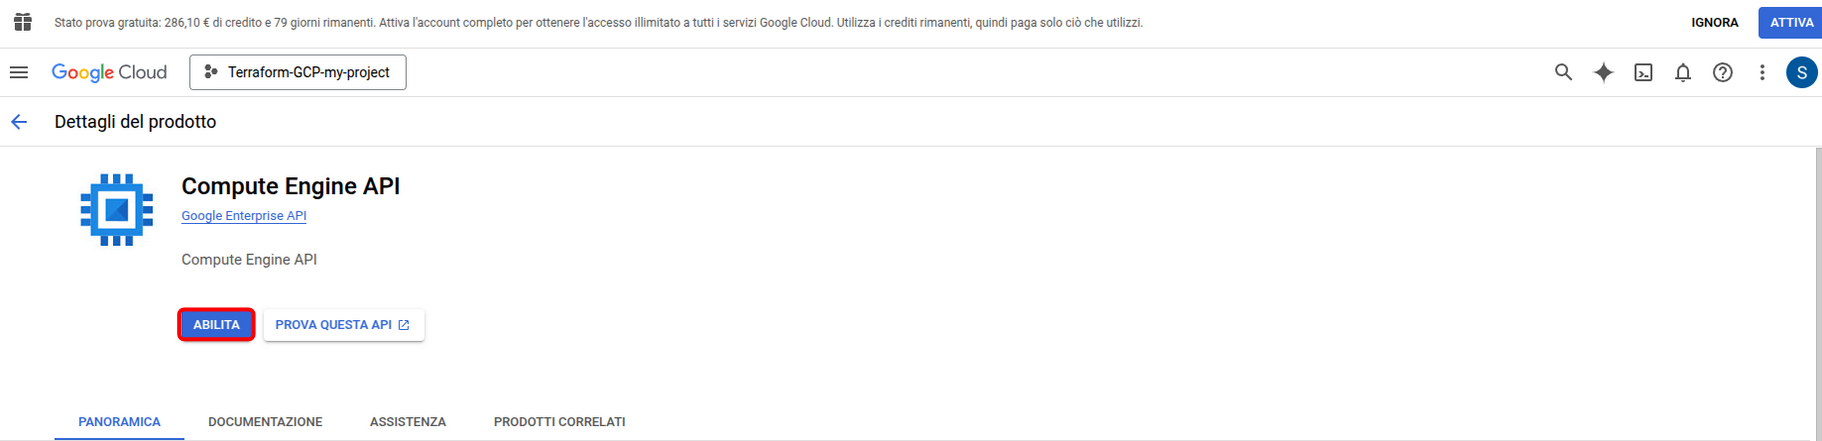 Stato prova gratuita: 286,10 € di credito e 79 giorni rimanenti. Attiva l'account completo per ottenere l'accesso illimitato a tutti i servizi Google Cloud. Utilizza i crediti rimanenti, quindi paga solo ciò che utilizzi.
IGNORA
ATTIVA
Google Cloud
Terraform-GCP-my-project
S
Dettagli del prodotto
Compute Engine API
Google Enterprise API
Compute Engine API
ABILITA
PROVA QUESTA API
PANORAMICA
DOCUMENTAZIONE
ASSISTENZA
PRODOTTI CORRELATI